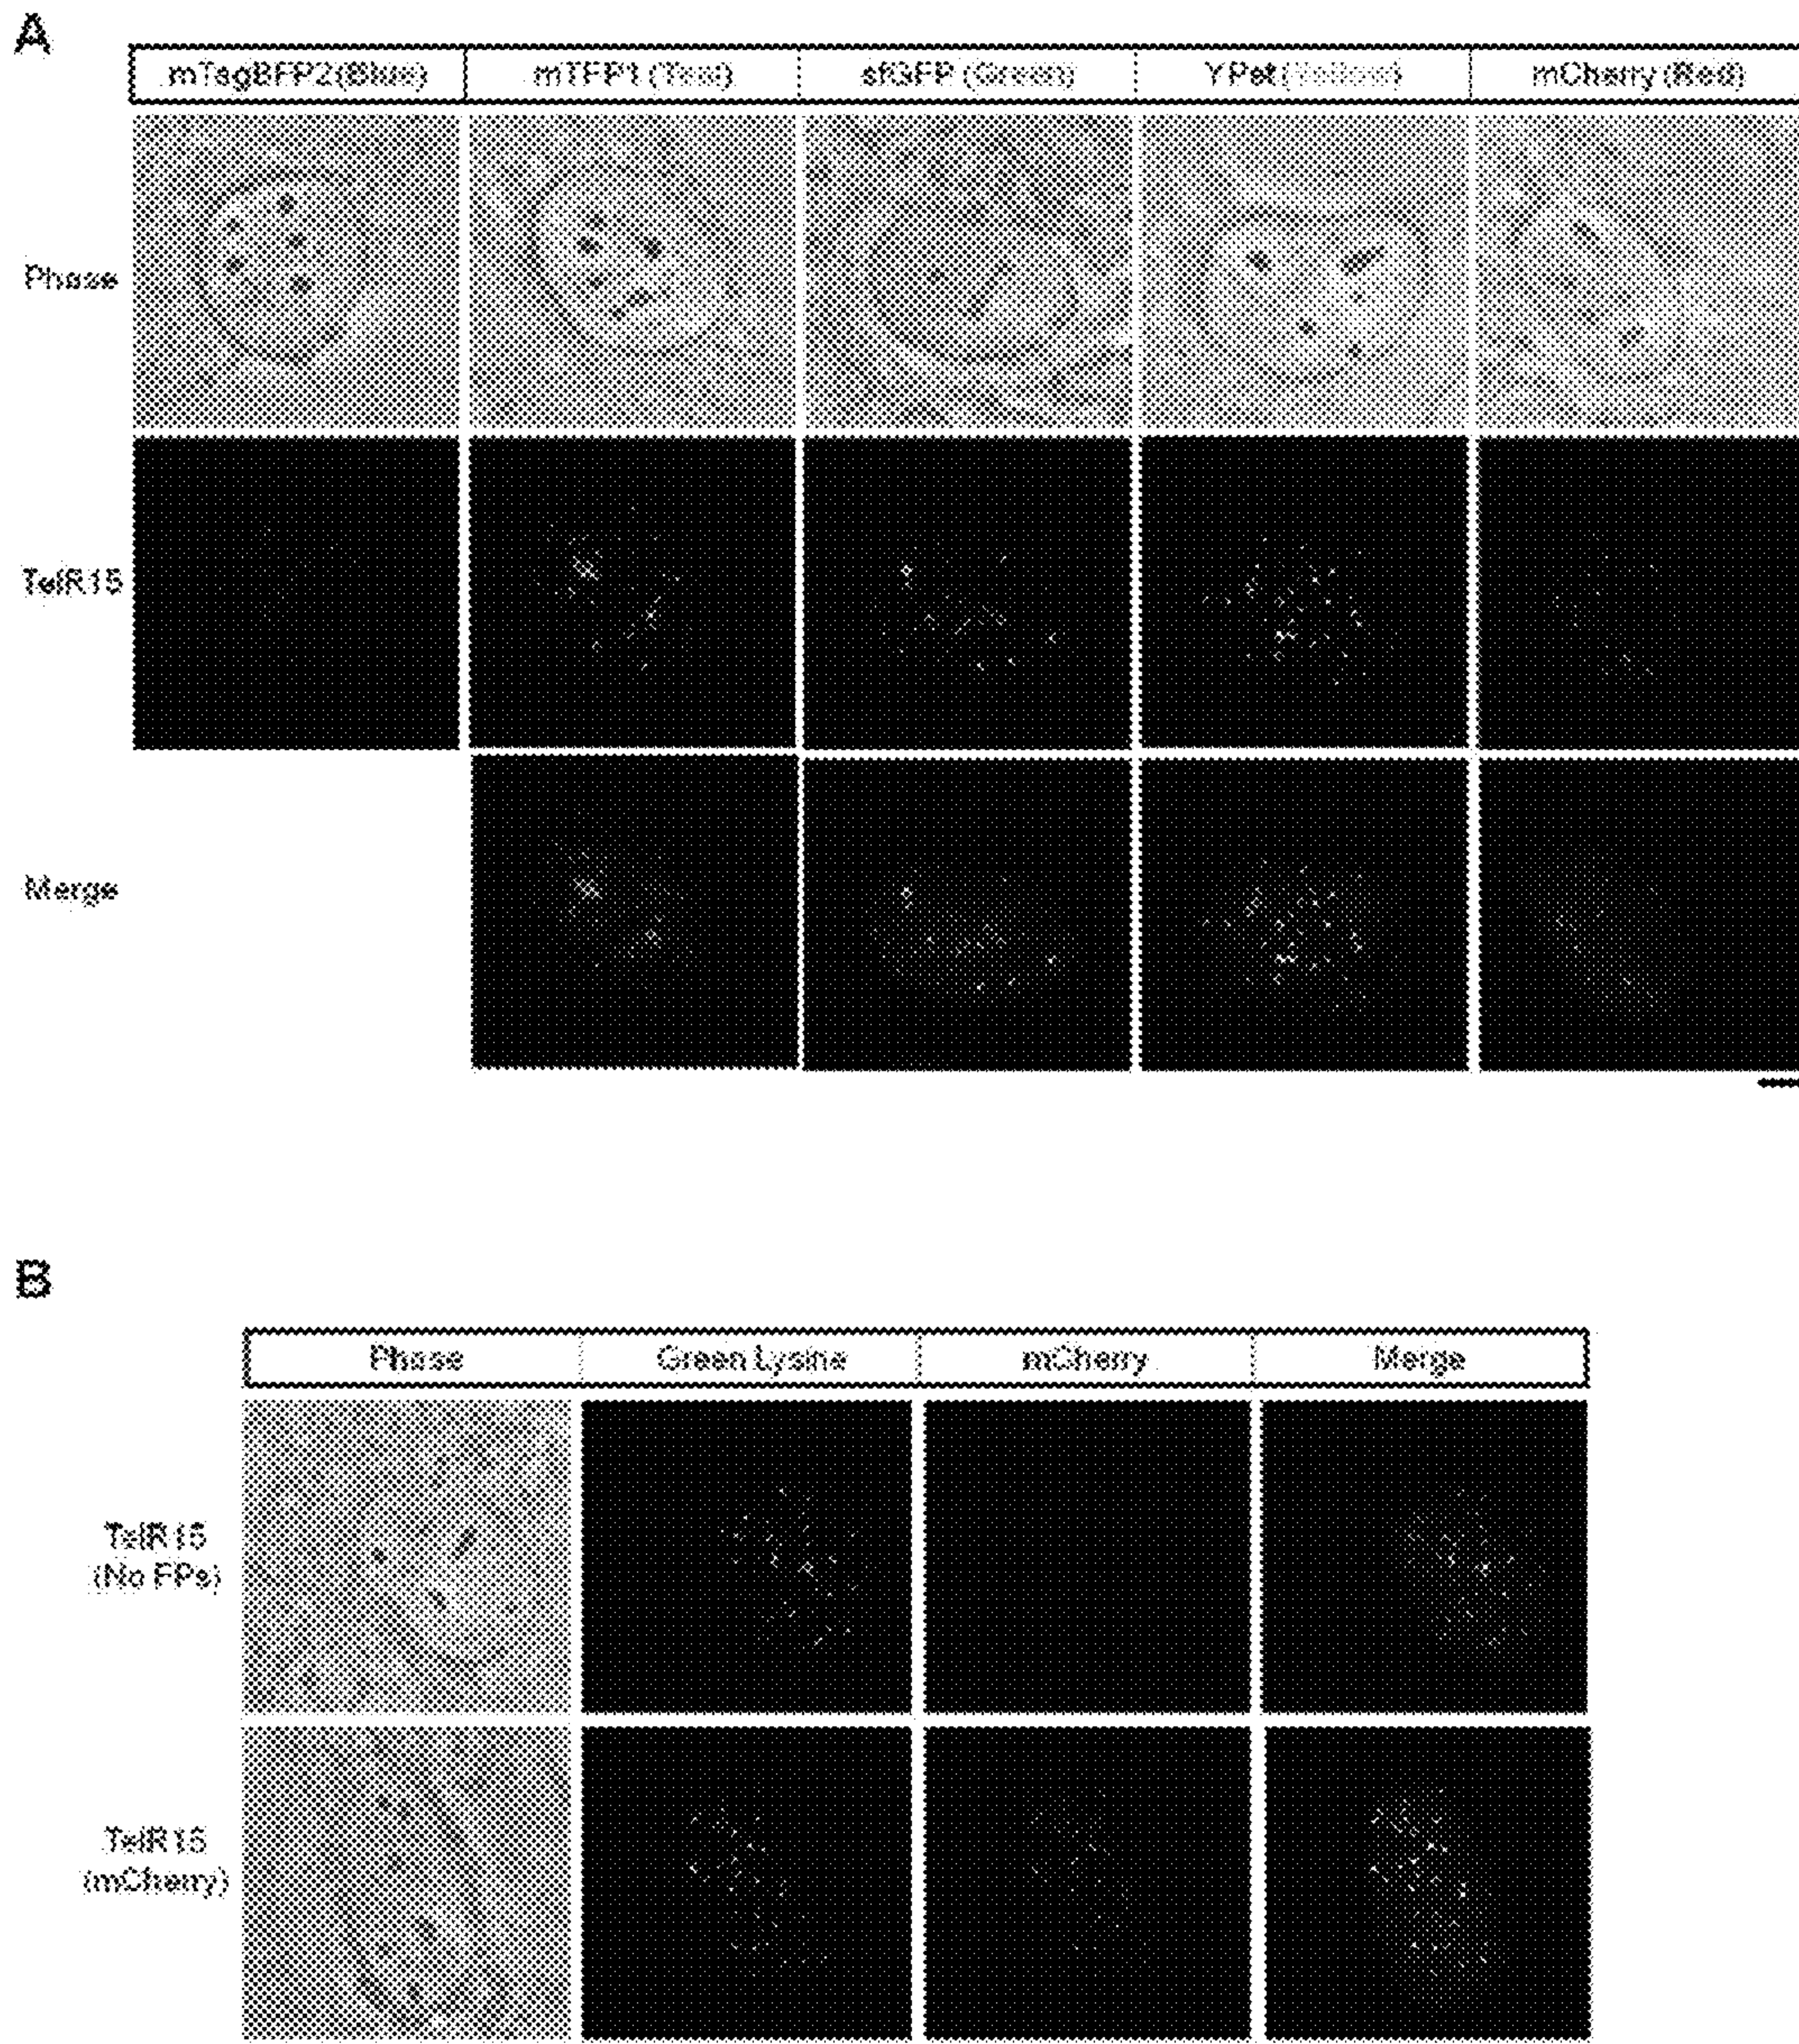 A
mTagBFP2 (Blue) mTFP1 (Teal) sfGFP (Green) YPet (Yellow) mCherry (Red)
Phase
TelR15
Merge
B
Phase Green Lysine mCherry Merge
TelR15
(No FPs)
TelR15
(mCherry)